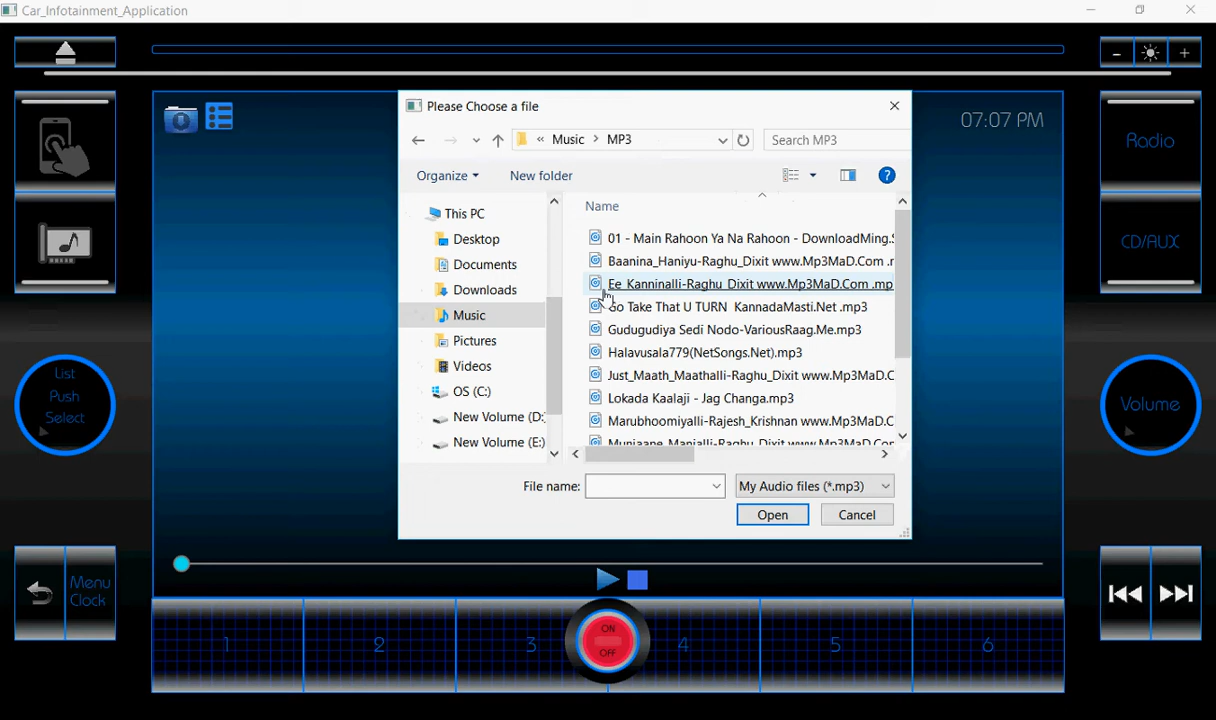 Car_Infotainment_Application
07:07 PM
Radio
CD/AUX
List
Push
Select
Volume
Menu
Clock
Please Choose a file
« Music > MP3
Search MP3
Organize
New folder
This PC
Desktop
Documents
Downloads
Music
Pictures
Videos
OS (C:)
New Volume (D:
New Volume (E:)
Name
01 - Main Rahoon Ya Na Rahoon - DownloadMing.S
Baanina_Haniyu-Raghu_Dixit www.Mp3MaD.Com .r
Ee_Kanninalli-Raghu_Dixit www.Mp3MaD.Com .mp
Go Take That U TURN KannadaMasti.Net .mp3
Gudugudiya Sedi Nodo-VariousRaag.Me.mp3
Halavusala779(NetSongs.Net).mp3
Just_Maath_Maathalli-Raghu_Dixit www.Mp3MaD.C
Lokada Kaalaji - Jag Changa.mp3
Marubhoomiyalli-Rajesh_Krishnan www.Mp3MaD.C
Munjaane_Manjalli-Raghu_Dixit www.Mp3MaD.Com
File name:
My Audio files (*.mp3)
Open
Cancel
1
2
3
4
5
6
ON
OFF